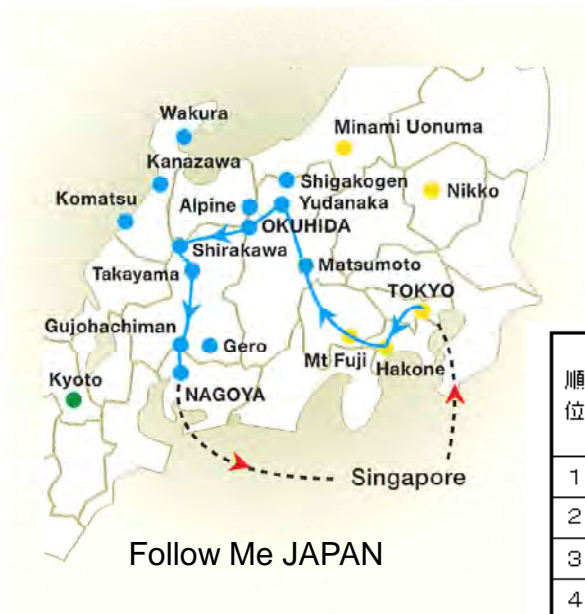 Wakura
Minami Uonuma
Kanazawa
Shigakogen
Nikko
Komatsu
Alpine
Yudanaka
OKUHIDA
Shirakawa
Takayama
Matsumoto
TOKYO
Gujohachiman
Gero
Mt Fuji
Hakone
Kyoto
NAGOYA
Singapore
Follow Me JAPAN
順
位
1
2
3
4